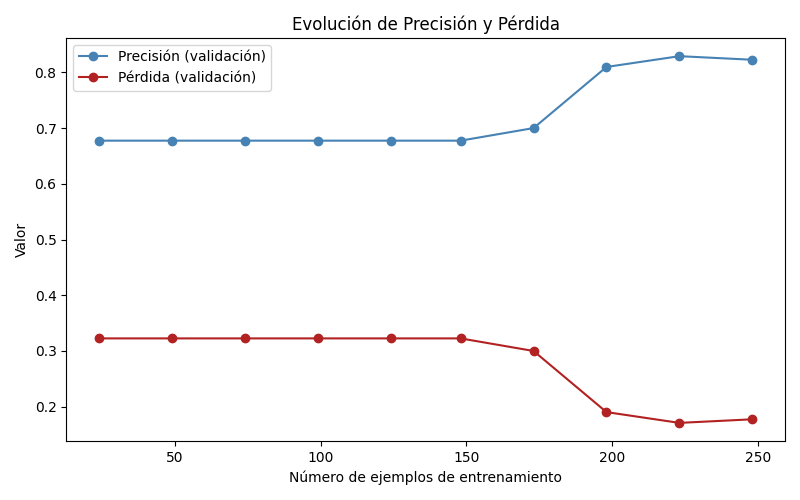 Evolución de Precisión y Pérdida
Precisión (validación)
Pérdida (validación)
Valor
0.8
0.7
0.6
0.5
0.4
0.3
0.2
50 100 150 200 250
Número de ejemplos de entrenamiento